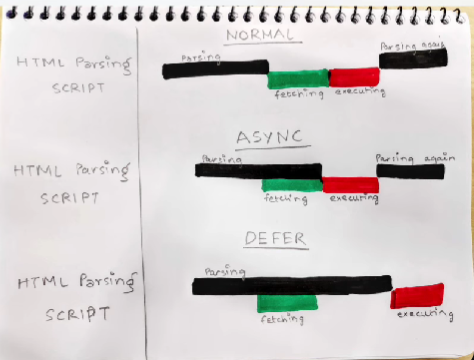 NORMAL
Parsing
Parsing again
HTML Parsing
SCRIPT
fetching
executing
ASYNC
Parsing
Parsing again
HTML Parsing
SCRIPT
fetching
executing
DEFER
Parsing
HTML Parsing
SCRIPT
fetching
executing